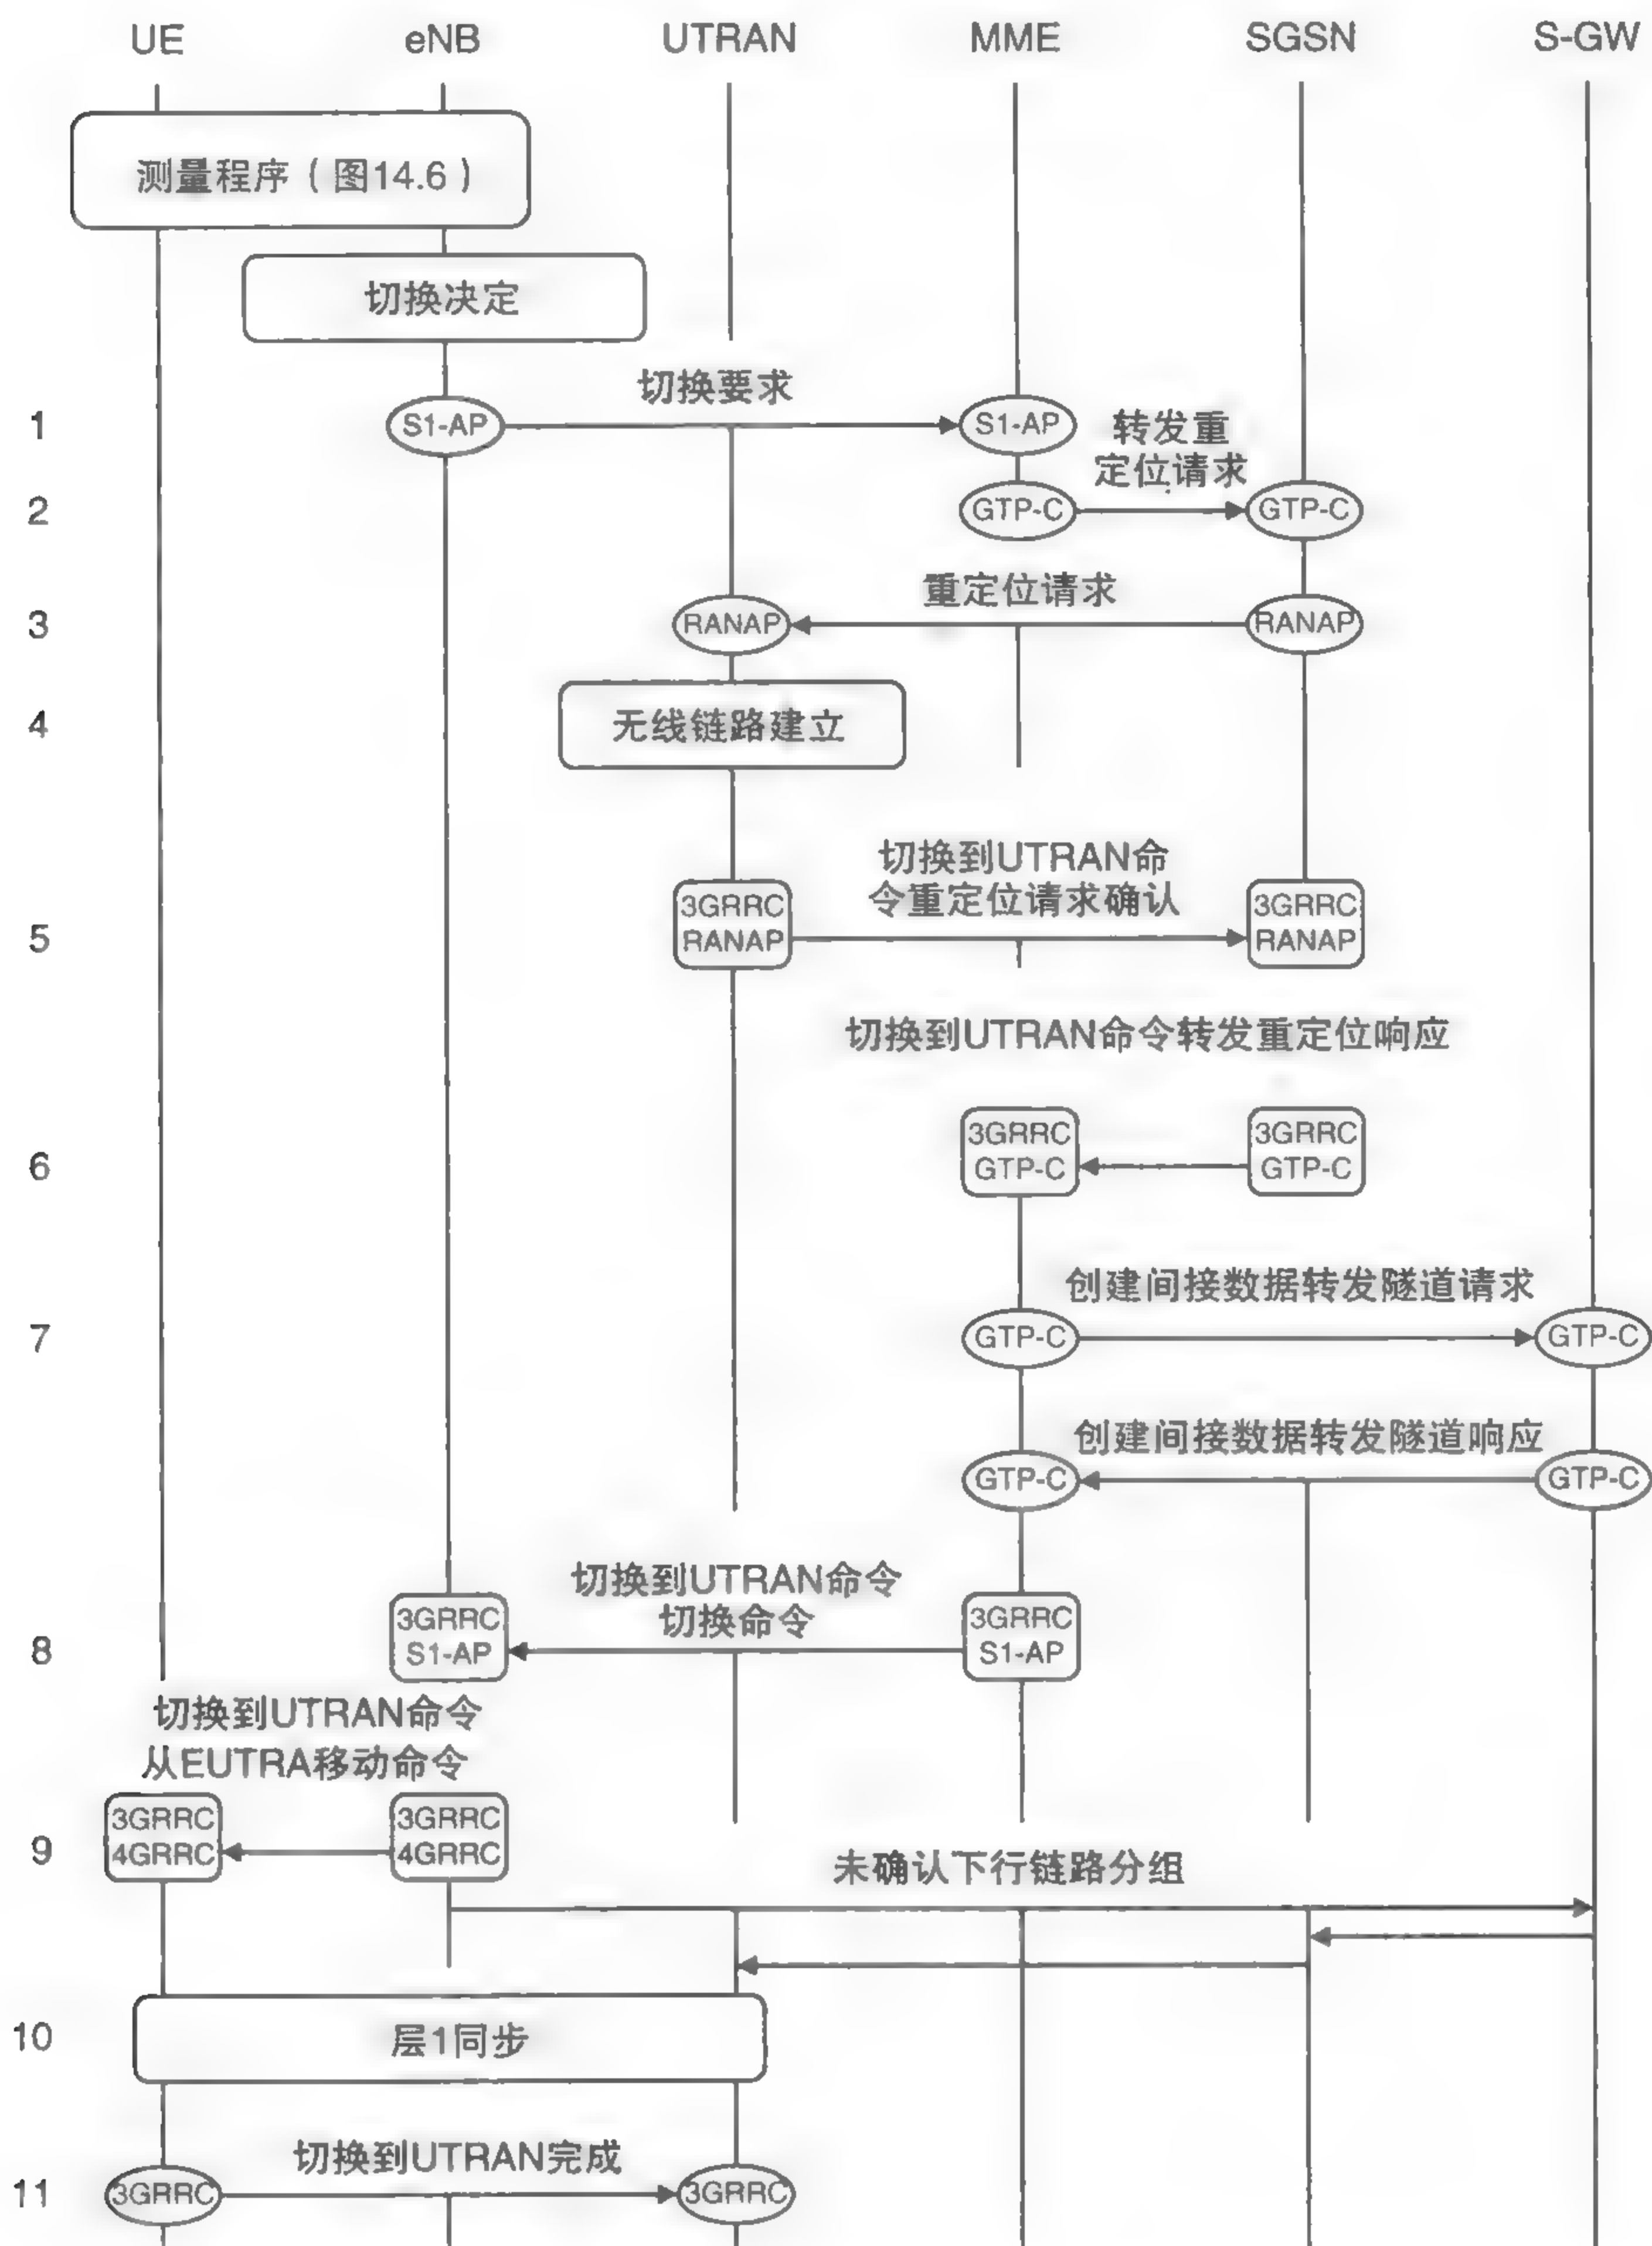 UE eNB UTRAN MME SGSN S-GW
测量程序（图14.6）
切换决定
切换要求
1 S1-AP S1-AP
转发重
定位请求
2 GTP-C GTP-C
重定位请求
3 RANAP RANAP
4 无线链路建立
切换到UTRAN命
令重定位请求确认
3GRRC 3GRRC
5 RANAP RANAP
切换到UTRAN命令转发重定位响应
3GRRC 3GRRC
6 GTP-C GTP-C
创建间接数据转发隧道请求
7 GTP-C GTP-C
创建间接数据转发隧道响应
GTP-C GTP-C
切换到UTRAN命令
切换命令
3GRRC 3GRRC
8 S1-AP S1-AP
切换到UTRAN命令
从EUTRA移动命令
3GRRC 3GRRC
9 4GRRC 4GRRC
未确认下行链路分组
10 层1同步
切换到UTRAN完成
11 3GRRC 3GRRC